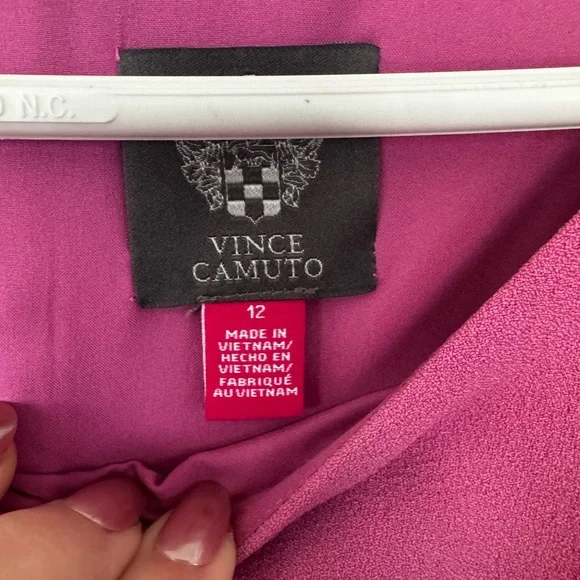 N.C.
VINCE
CAMUTO
12
MADE IN
VIETNAM/
HECHO EN
VIETNAM/
FABRIQUÉ
AU VIETNAM